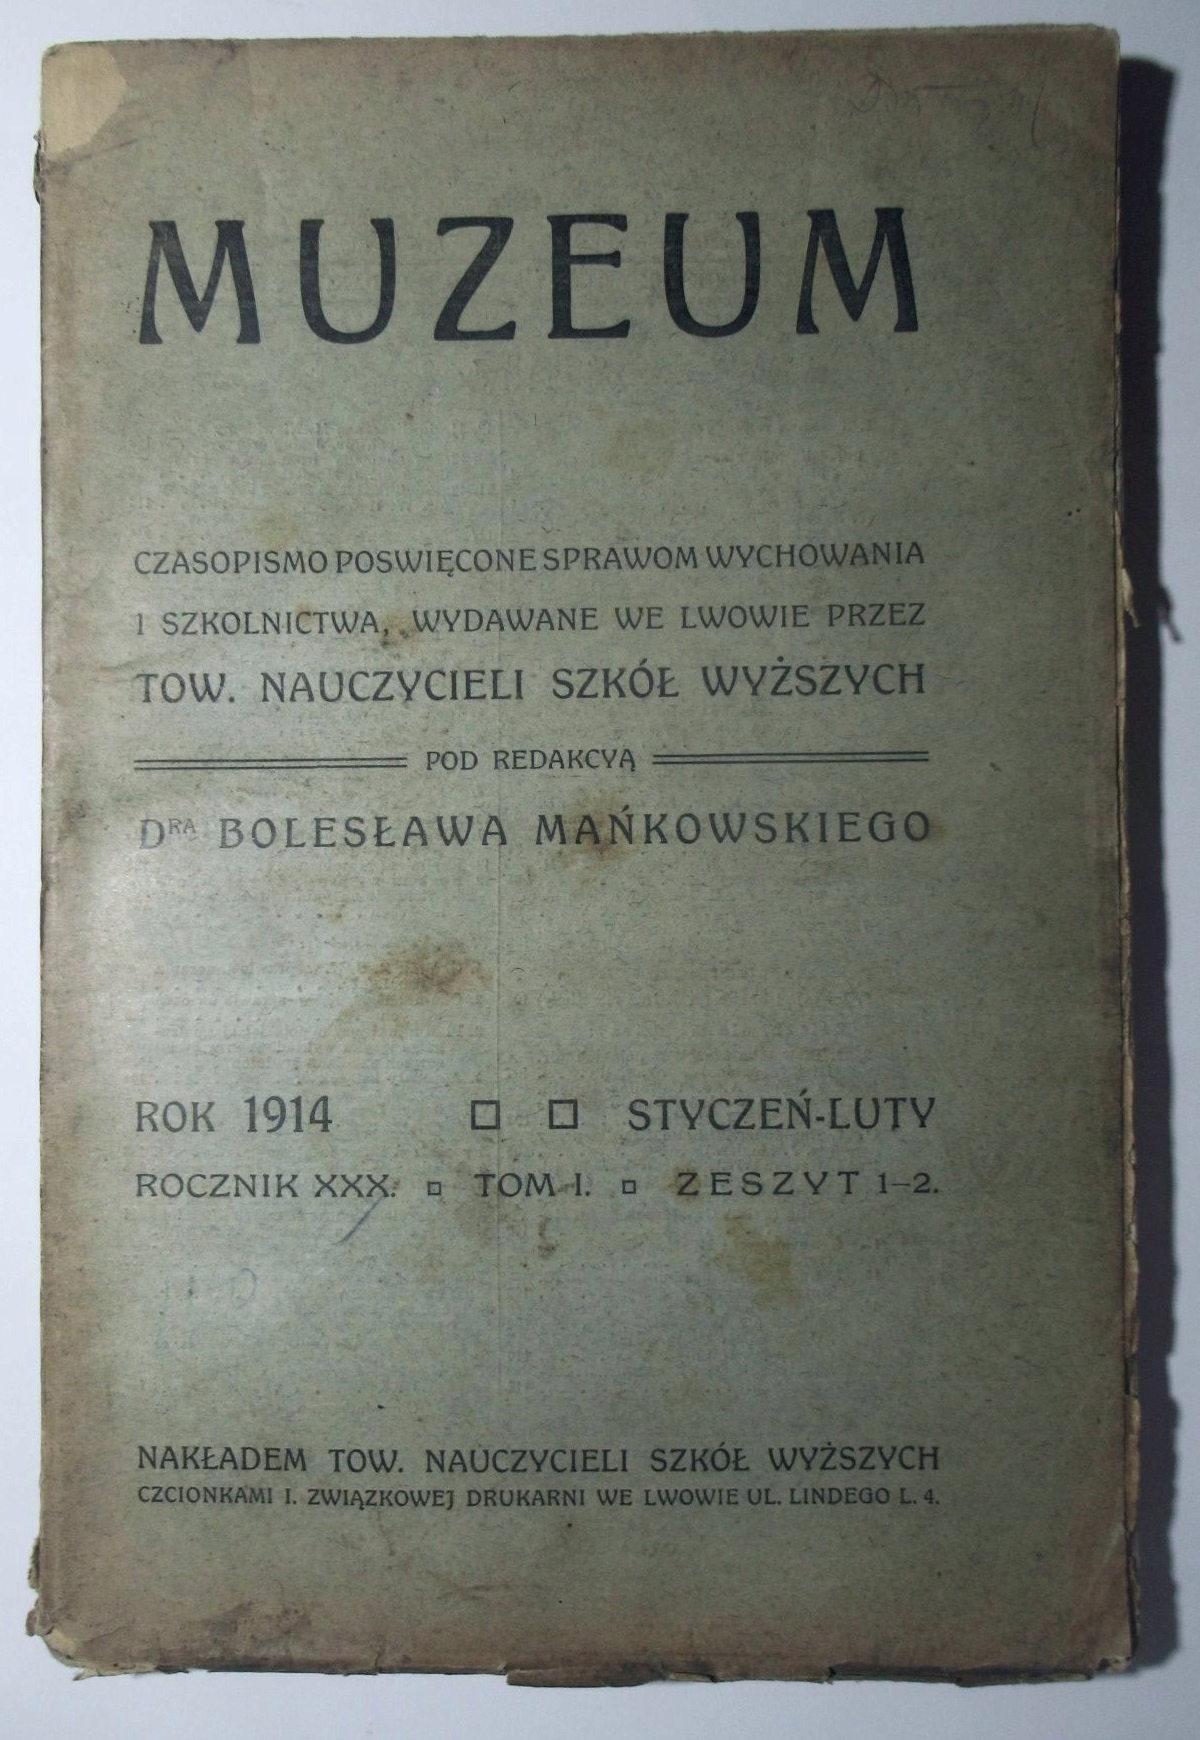 MUZEUM
CZASOPISMO POSWIĘCONE SPRAWOM WYCHOWANIA
I SZKOLNICTWA, WYDAWANE WE LWOWIE PRZEZ
TOW. NAUCZYCIELI SZKÓŁ WYŻSZYCH
POD REDAKCYĄ
DRA BOLESŁAWA MAŃKOWSKIEGO
ROK 1914 □ □ STYCZEŃ-LUTY
ROCZNIK XXX. □ TOM I. □ ZESZYT 1–2.
NAKŁADEM TOW. NAUCZYCIELI SZKÓŁ WYŻSZYCH
CZCIONKAMI I. ZWIĄZKOWEJ DRUKARNI WE LWOWIE UL. LINDEGO L. 4.